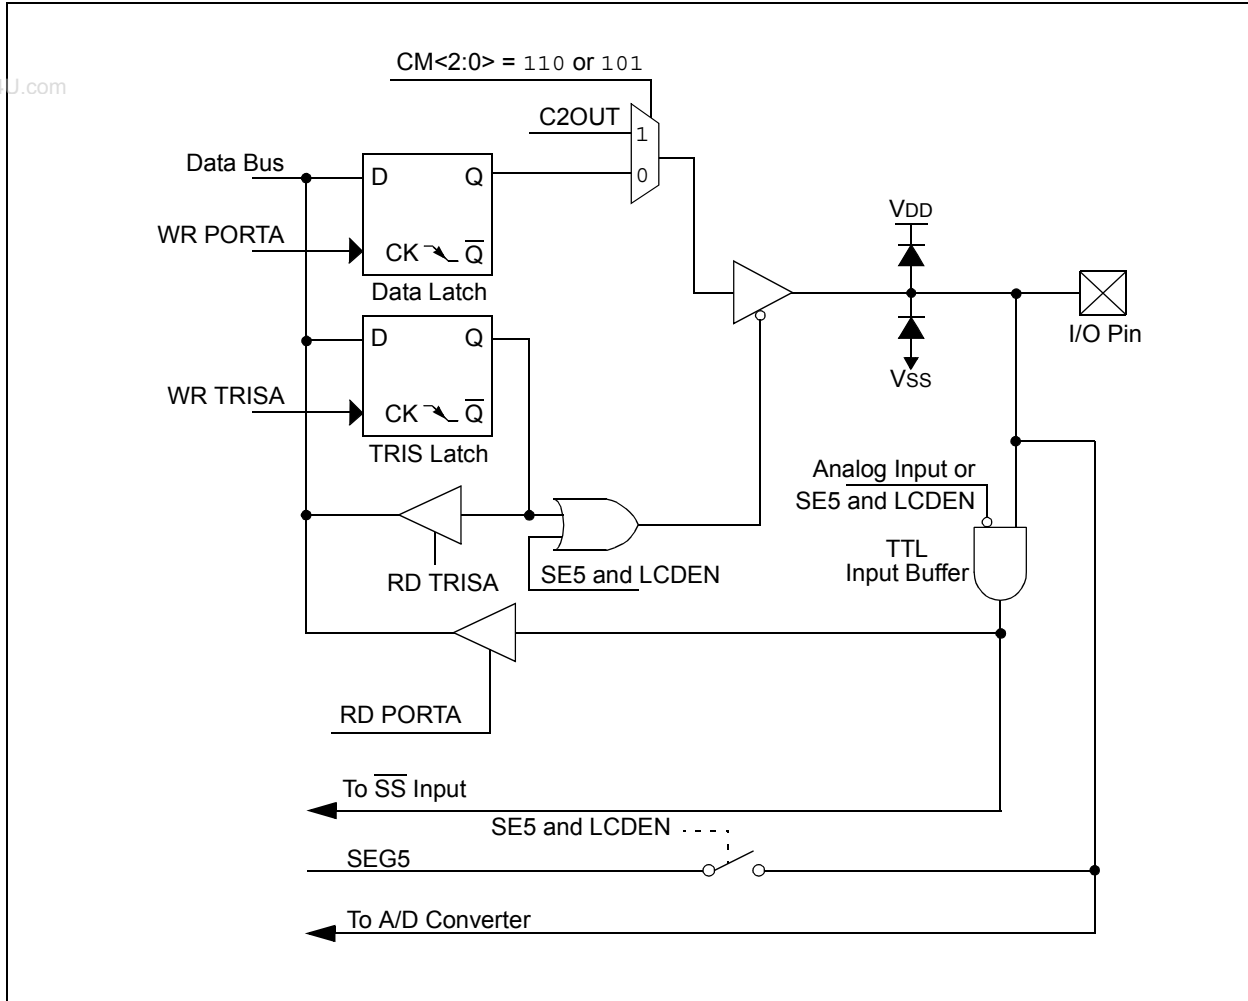 CM<2:0> = 110 or 101
4U.com
C2OUT
1
Data Bus
D
Q
0
WR PORTA
CK
Q̅
Data Latch
VDD
I/O Pin
D
Q
VSS
WR TRISA
CK
Q̅
TRIS Latch
Analog Input or
SE5 and LCDEN
TTL
Input Buffer
RD TRISA
SE5 and LCDEN
RD PORTA
To S̅S̅ Input
SE5 and LCDEN
SEG5
To A/D Converter